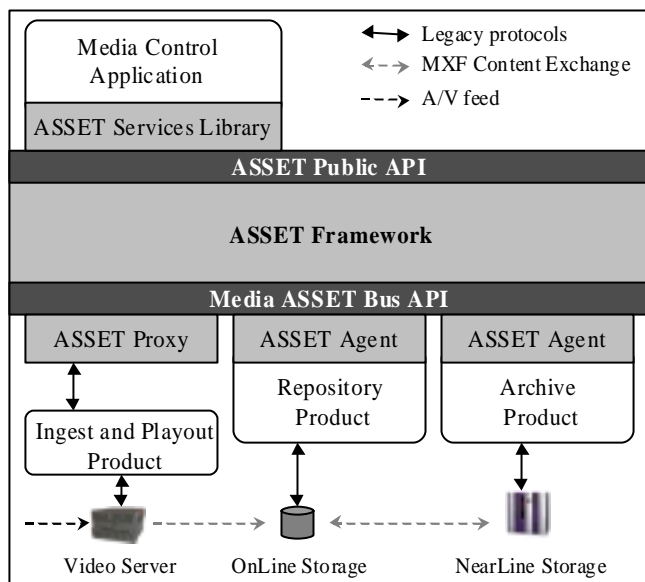 Media Control
Application
ASSET Services Library
Legacy protocols
MXF Content Exchange
A/V feed
ASSET Public API
ASSET Framework
Media ASSET Bus API
ASSET Proxy
ASSET Agent
ASSET Agent
Ingest and Playout
Product
Repository
Product
Archive
Product
Video Server
OnLine Storage
NearLine Storage